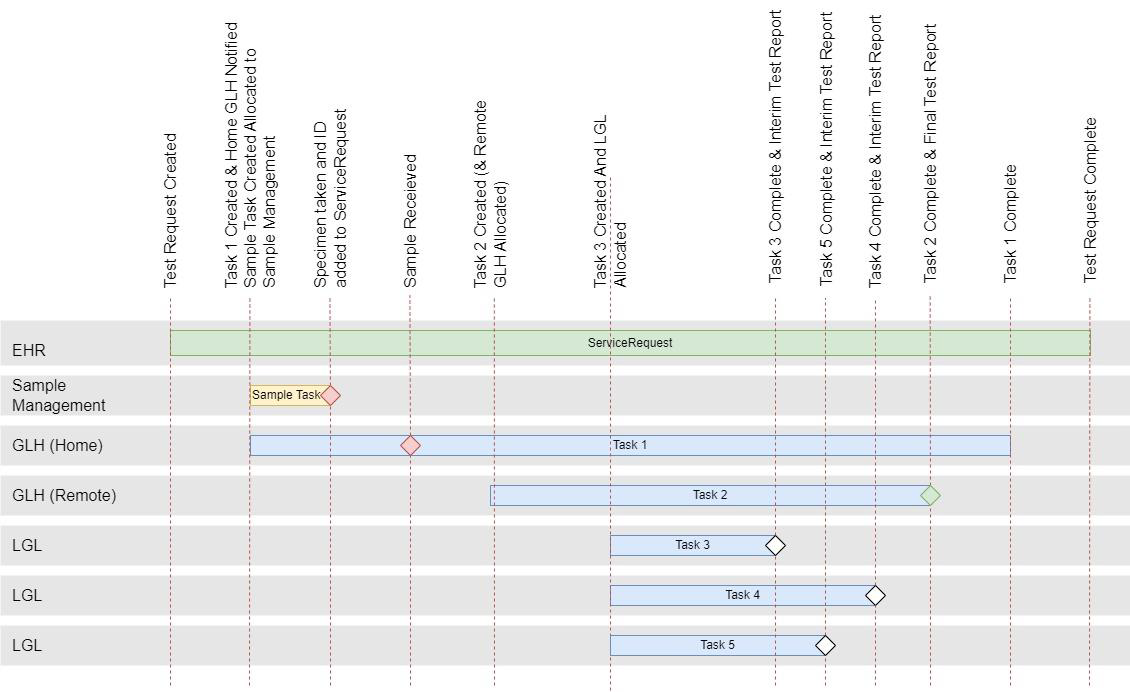 Test Request Created
Task 1 Created & Home GLH Notified
Sample Task Created Allocated to
Sample Management
Specimen taken and ID
added to ServiceRequest
Sample Receieved
Task 2 Created (& Remote
GLH Allocated)
Task 3 Created And LGL
Allocated
Task 3 Complete & Interim Test Report
Task 5 Complete & Interim Test Report
Task 4 Complete & Interim Test Report
Task 2 Complete & Final Test Report
Task 1 Complete
Test Request Complete
EHR
ServiceRequest
Sample
Management
Sample Task
GLH (Home)
Task 1
GLH (Remote)
Task 2
LGL
Task 3
LGL
Task 4
LGL
Task 5